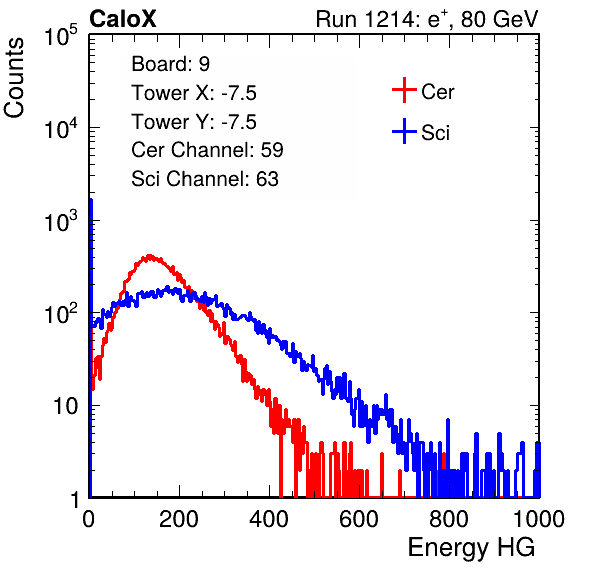 CaloX Run 1214: e⁺, 80 GeV
Counts
Board: 9
Tower X: -7.5
Tower Y: -7.5
Cer Channel: 59
Sci Channel: 63
Cer
Sci
10⁵
10⁴
10³
10²
10
1
0 200 400 600 800 1000
Energy HG